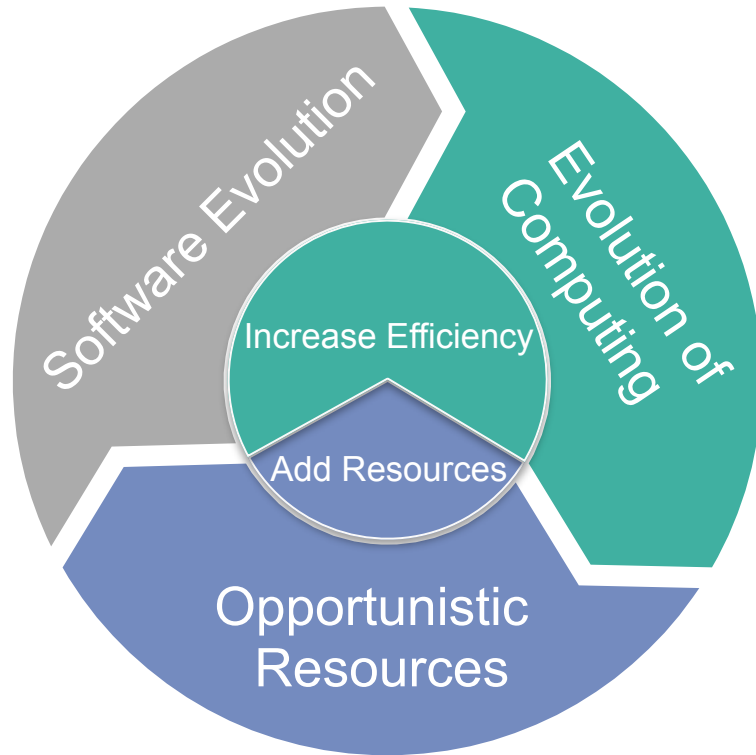 Software Evolution
Evolution of
Computing
Increase Efficiency
Add Resources
Opportunistic
Resources